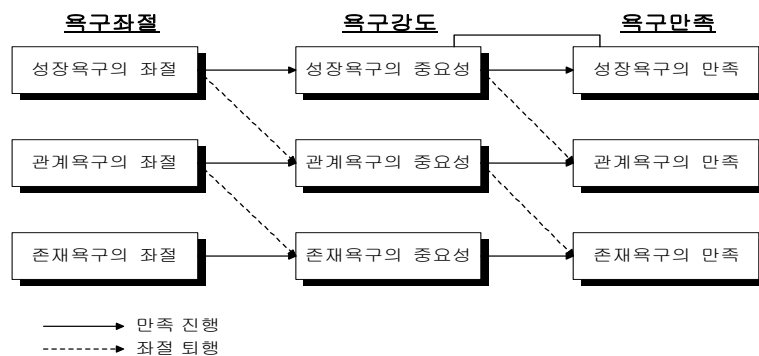 욕구좌절 욕구강도 욕구만족
성장욕구의 좌절 성장욕구의 중요성 성장욕구의 만족
관계욕구의 좌절 관계욕구의 중요성 관계욕구의 만족
존재욕구의 좌절 존재욕구의 중요성 존재욕구의 만족
만족 진행
좌절 퇴행